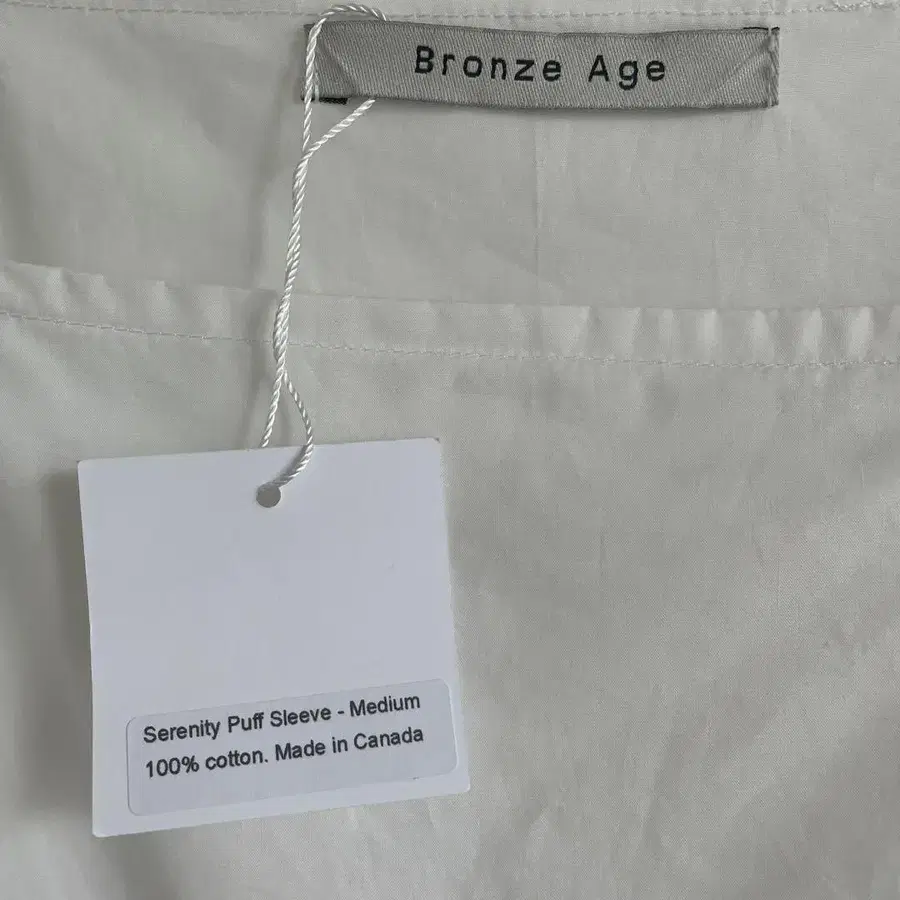 Bronze Age
Serenity Puff Sleeve - Medium
100% cotton. Made in Canada